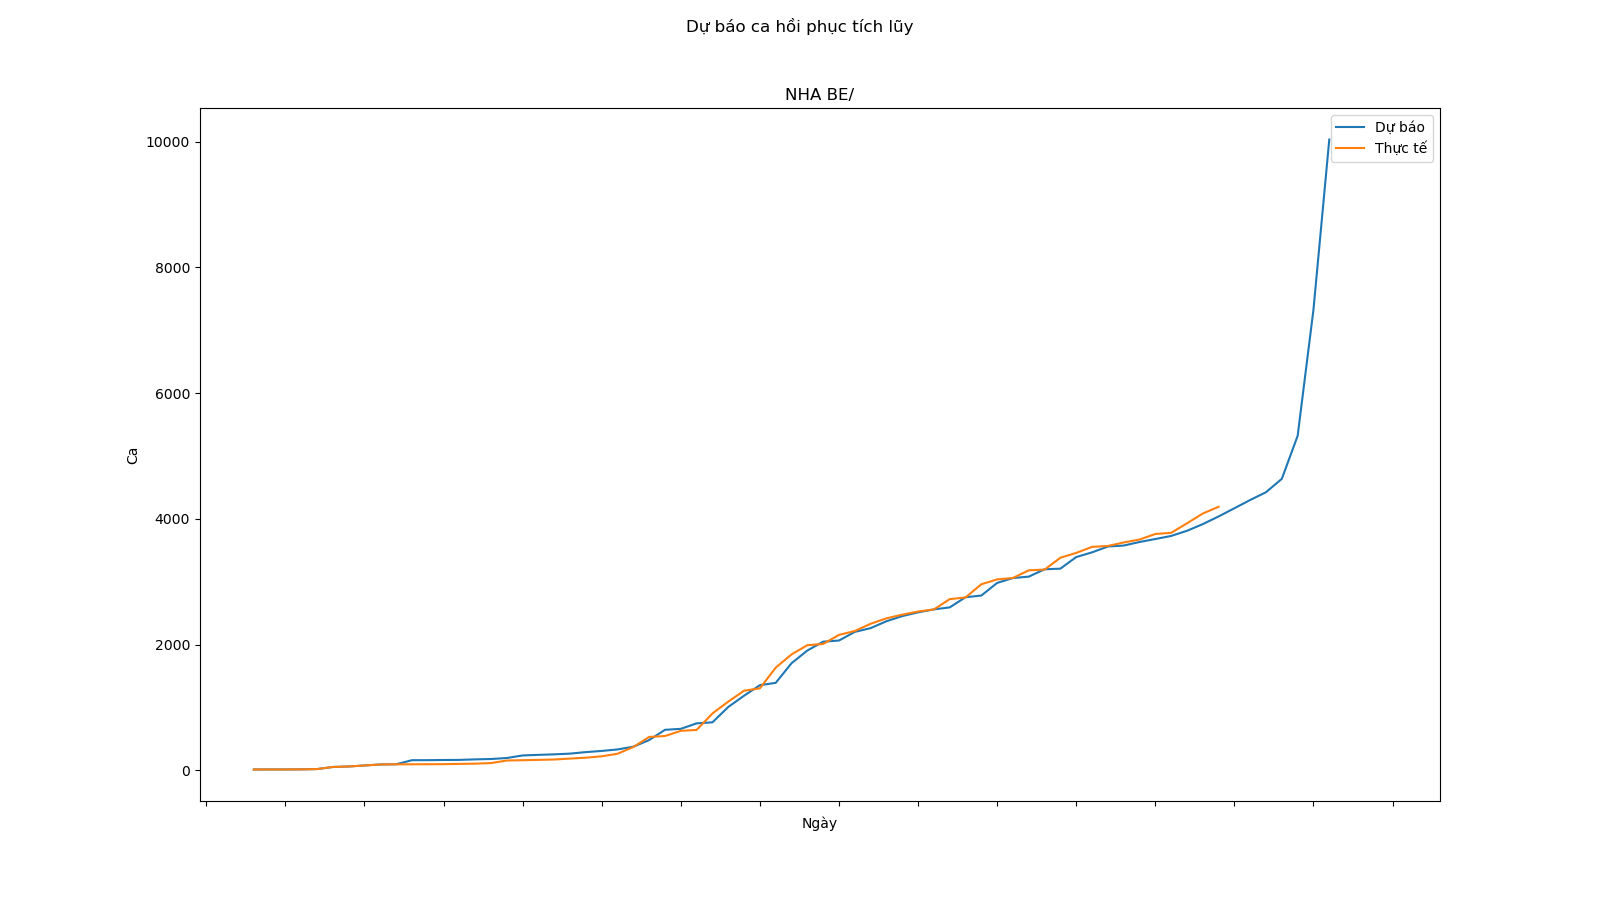 Dự báo ca hồi phục tích lũy
NHA BE/
Dự báo
Thực tế
10000
8000
6000
4000
2000
0
Ca
Ngày